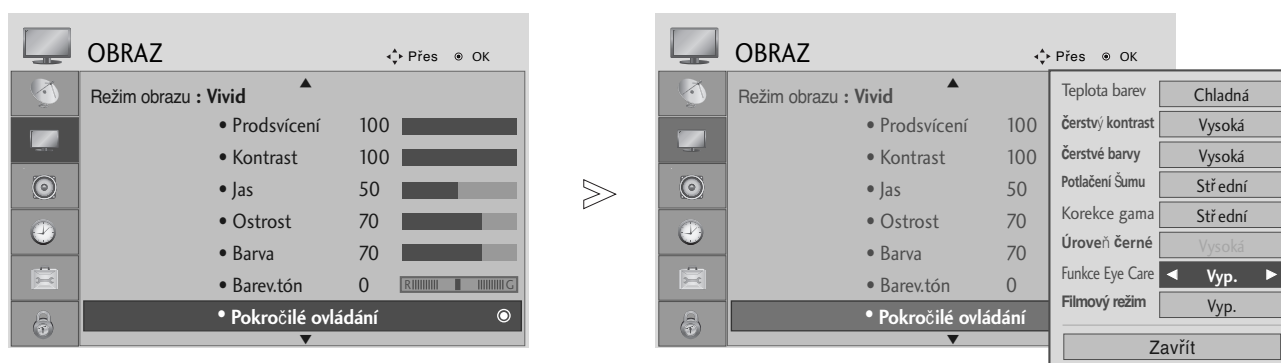 OBRAZ
Přes OK
Režim obrazu : Vivid
• Prodsvícení 100
• Kontrast 100
• Jas 50
• Ostrost 70
• Barva 70
• Barev.tón 0 R G
• Pokročilé ovládání
OBRAZ
Přes OK
Režim obrazu : Vivid
• Prodsvícení 100
• Kontrast 100
• Jas 50
• Ostrost 70
• Barva 70
• Barev.tón 0
• Pokročilé ovládání
Teplota barev Chladná
čerstvý kontrast Vysoká
čerstvé barvy Vysoká
Potlačení Šumu Střední
Korekce gama Střední
Úroveň černé Vysoká
Funkce Eye Care ◄ Vyp. ►
Filmový režim Vyp.
Zavřít